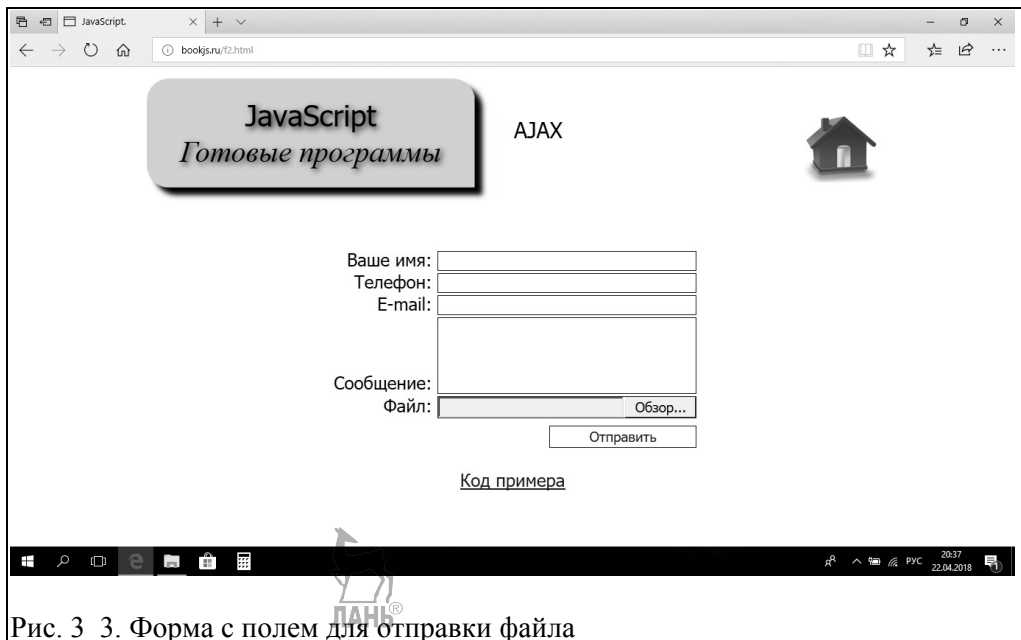 JavaScript.
bookjs.ru/f2.html
JavaScript
Готовые программы
AJAX
Ваше имя:
Телефон:
E-mail:
Сообщение:
Файл:
Обзор...
Отправить
Код примера
РУС
20:37
22.04.2018
1
ЛАНЬ®
Рис. 3 3. Форма с полем для отправки файла